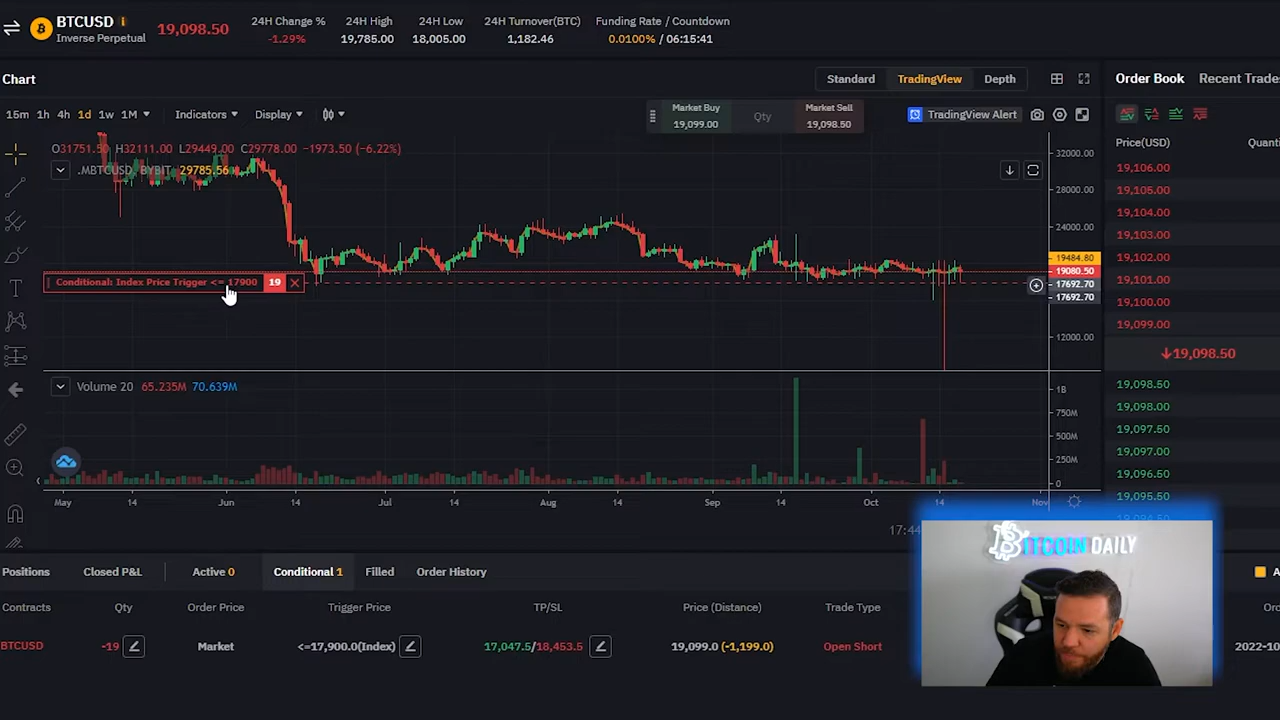 BTCUSD
Inverse Perpetual
19,098.50
24H Change %
-1.29%
24H High
19,785.00
24H Low
18,005.00
24H Turnover(BTC)
1,182.46
Funding Rate / Countdown
0.0100% / 06:15:41
Chart
Standard
TradingView
Depth
Order Book
Recent Trade
15m 1h 4h 1d 1w 1M
Indicators
Display
Market Buy
19,099.00
Qty
Market Sell
19,098.50
TradingView Alert
Price(USD)
Quanti
O31751.50 H32111.00 L29449.00 C29778.00 -1973.50 (-6.22%)
.MBTCUSD, BYBIT 29785.56
Conditional: Index Price Trigger <= 17900 19
32000.00
28000.00
24000.00
19484.80
19080.50
17692.70
17692.70
12000.00
19,106.00
19,105.00
19,104.00
19,103.00
19,102.00
19,101.00
19,100.00
19,099.00
19,098.50
19,098.50
19,098.00
19,097.50
19,097.00
19,096.50
19,095.50
Volume 20 65.235M 70.639M
1B
750M
500M
250M
0
May 14 Jun 14 Jul 14 Aug 14 Sep 14 Oct 14 Nov
17:44
BITCOIN DAILY
Positions
Closed P&L
Active 0
Conditional 1
Filled
Order History
Contracts
Qty
Order Price
Trigger Price
TP/SL
Price (Distance)
Trade Type
BTCUSD
-19
Market
<=17,900.0(Index)
17,047.5/18,453.5
19,099.0 (-1,199.0)
Open Short
2022-10